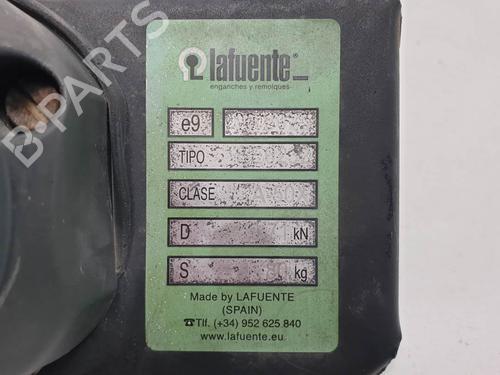 lafuente
enganches y remolques
e9
TIPO
CLASE
D kN
S kg
Made by LAFUENTE
(SPAIN)
☎Tlf. (+34) 952 625 840
www.lafuente.eu
B-PARTS